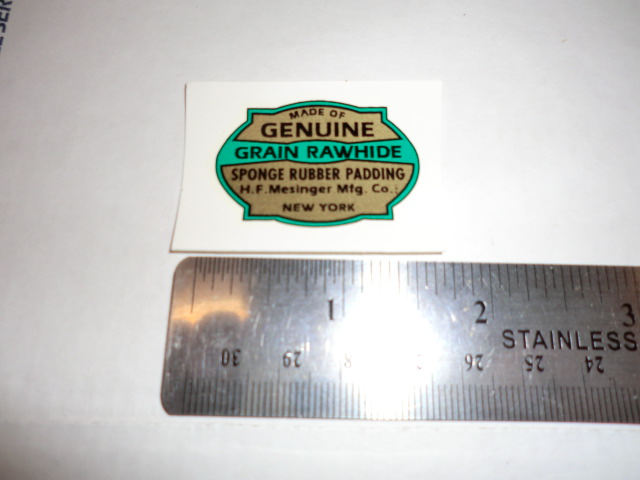 MADE OF
GENUINE
GRAIN RAWHIDE
SPONGE RUBBER PADDING
H.F. Mesinger Mfg. Co.
NEW YORK
1 2 3
STAINLESS
30 29 8 26 25 24